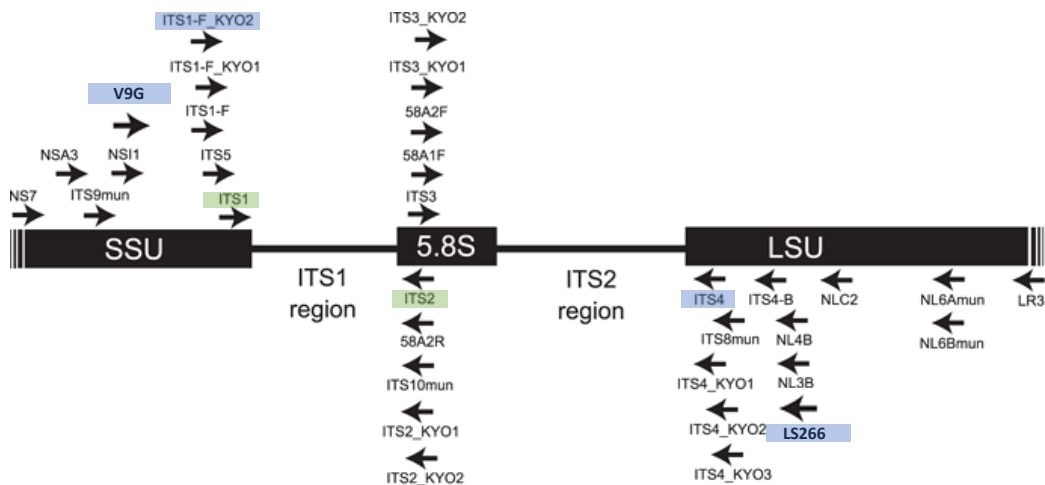 ITS1-F_KYO2
ITS1-F_KYO1
V9G
ITS1-F
NSA3
NSI1
ITS5
NS7
ITS9mun
ITS1
ITS3_KYO2
ITS3_KYO1
58A2F
58A1F
ITS3
SSU
5.8S
LSU
ITS1
region
ITS2
region
ITS2
58A2R
ITS10mun
ITS2_KYO1
ITS2_KYO2
ITS4
ITS4-B
NLC2
NL6Amun
LR3
ITS8mun
NL4B
NL6Bmun
ITS4_KYO1
NL3B
ITS4_KYO2
LS266
ITS4_KYO3